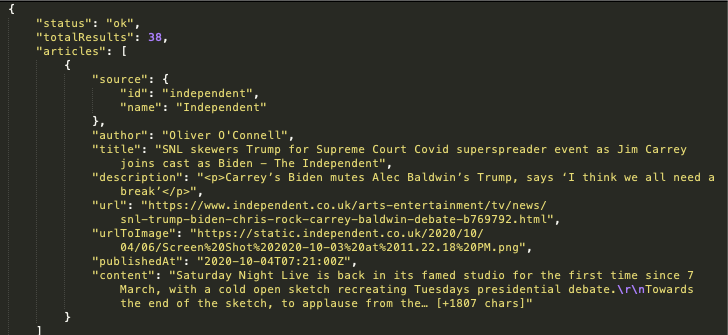 {
"status": "ok",
"totalResults": 38,
"articles": [
{
"source": {
"id": "independent",
"name": "Independent"
},
"author": "Oliver O'Connell",
"title": "SNL skewers Trump for Supreme Court Covid superspreader event as Jim Carrey
joins cast as Biden – The Independent",
"description": "<p>Carrey’s Biden mutes Alec Baldwin’s Trump, says ‘I think we all need a
break’</p>",
"url": "https://www.independent.co.uk/arts-entertainment/tv/news/
snl-trump-biden-chris-rock-carrey-baldwin-debate-b769792.html",
"urlToImage": "https://static.independent.co.uk/2020/10/
04/06/Screen%20Shot%202020-10-03%20at%2011.22.18%20PM.png",
"publishedAt": "2020-10-04T07:21:00Z",
"content": "Saturday Night Live is back in its famed studio for the first time since 7
March, with a cold open sketch recreating Tuesdays presidential debate.\r\nTowards
the end of the sketch, to applause from the… [+1807 chars]"
}
]